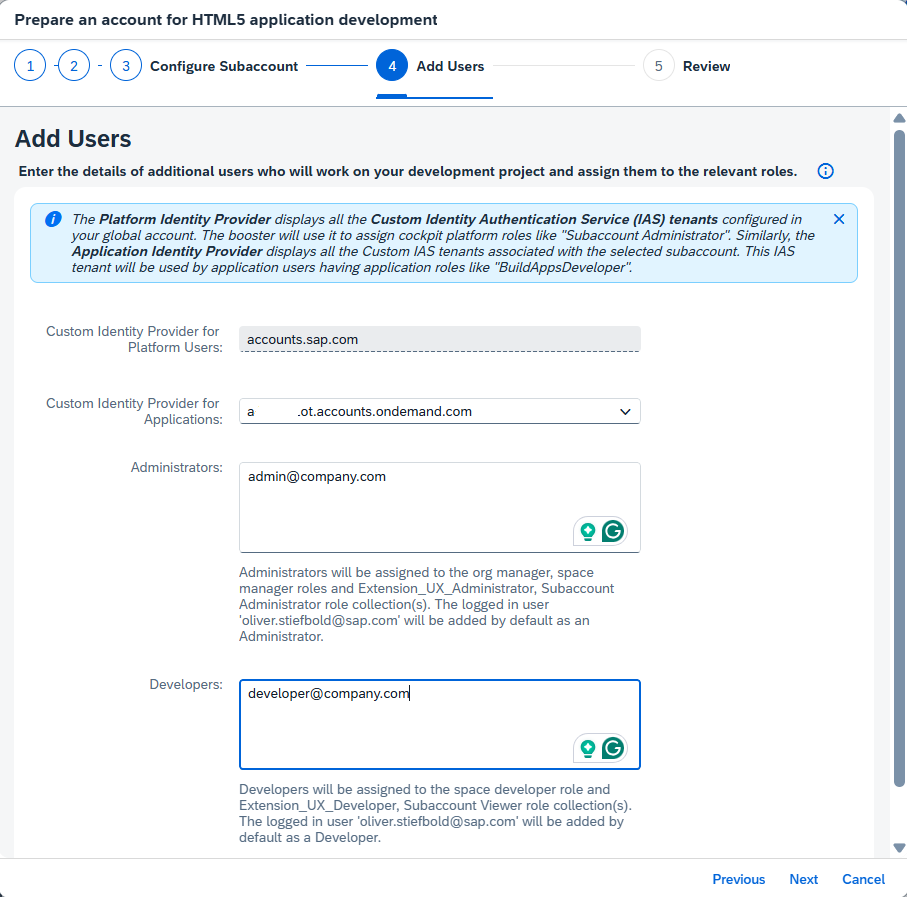 Prepare an account for HTML5 application development
1 - 2 - 3 Configure Subaccount 4 Add Users 5 Review
Add Users
Enter the details of additional users who will work on your development project and assign them to the relevant roles.
The Platform Identity Provider displays all the Custom Identity Authentication Service (IAS) tenants configured in
your global account. The booster will use it to assign cockpit platform roles like "Subaccount Administrator". Similarly, the
Application Identity Provider displays all the Custom IAS tenants associated with the selected subaccount. This IAS
tenant will be used by application users having application roles like "BuildAppsDeveloper".
Custom Identity Provider for
Platform Users:
accounts.sap.com
Custom Identity Provider for
Applications:
a .ot.accounts.ondemand.com
Administrators:
admin@company.com
Administrators will be assigned to the org manager, space
manager roles and Extension_UX_Administrator, Subaccount
Administrator role collection(s). The logged in user
'oliver.stiefbold@sap.com' will be added by default as an
Administrator.
Developers:
developer@company.com
Developers will be assigned to the space developer role and
Extension_UX_Developer, Subaccount Viewer role collection(s).
The logged in user 'oliver.stiefbold@sap.com' will be added by
default as a Developer.
Previous Next Cancel